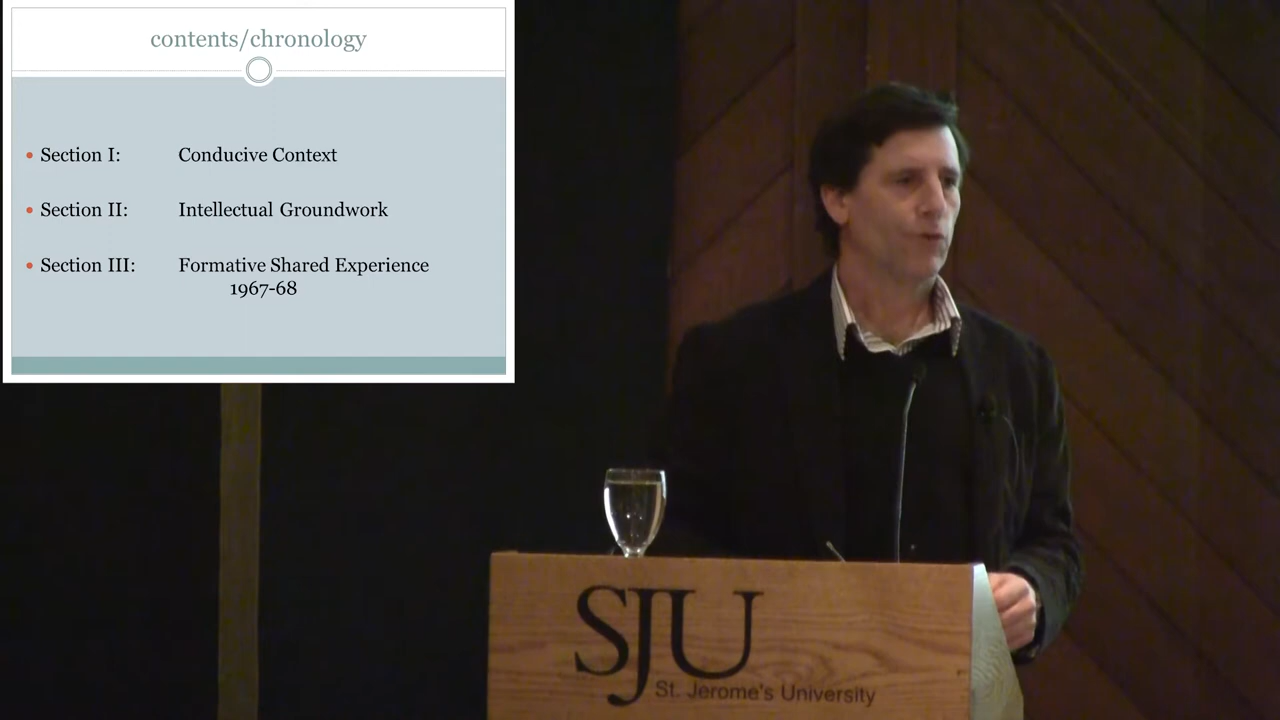 contents/chronology
• Section I: Conducive Context
• Section II: Intellectual Groundwork
• Section III: Formative Shared Experience
1967-68
SJU
St. Jerome's University